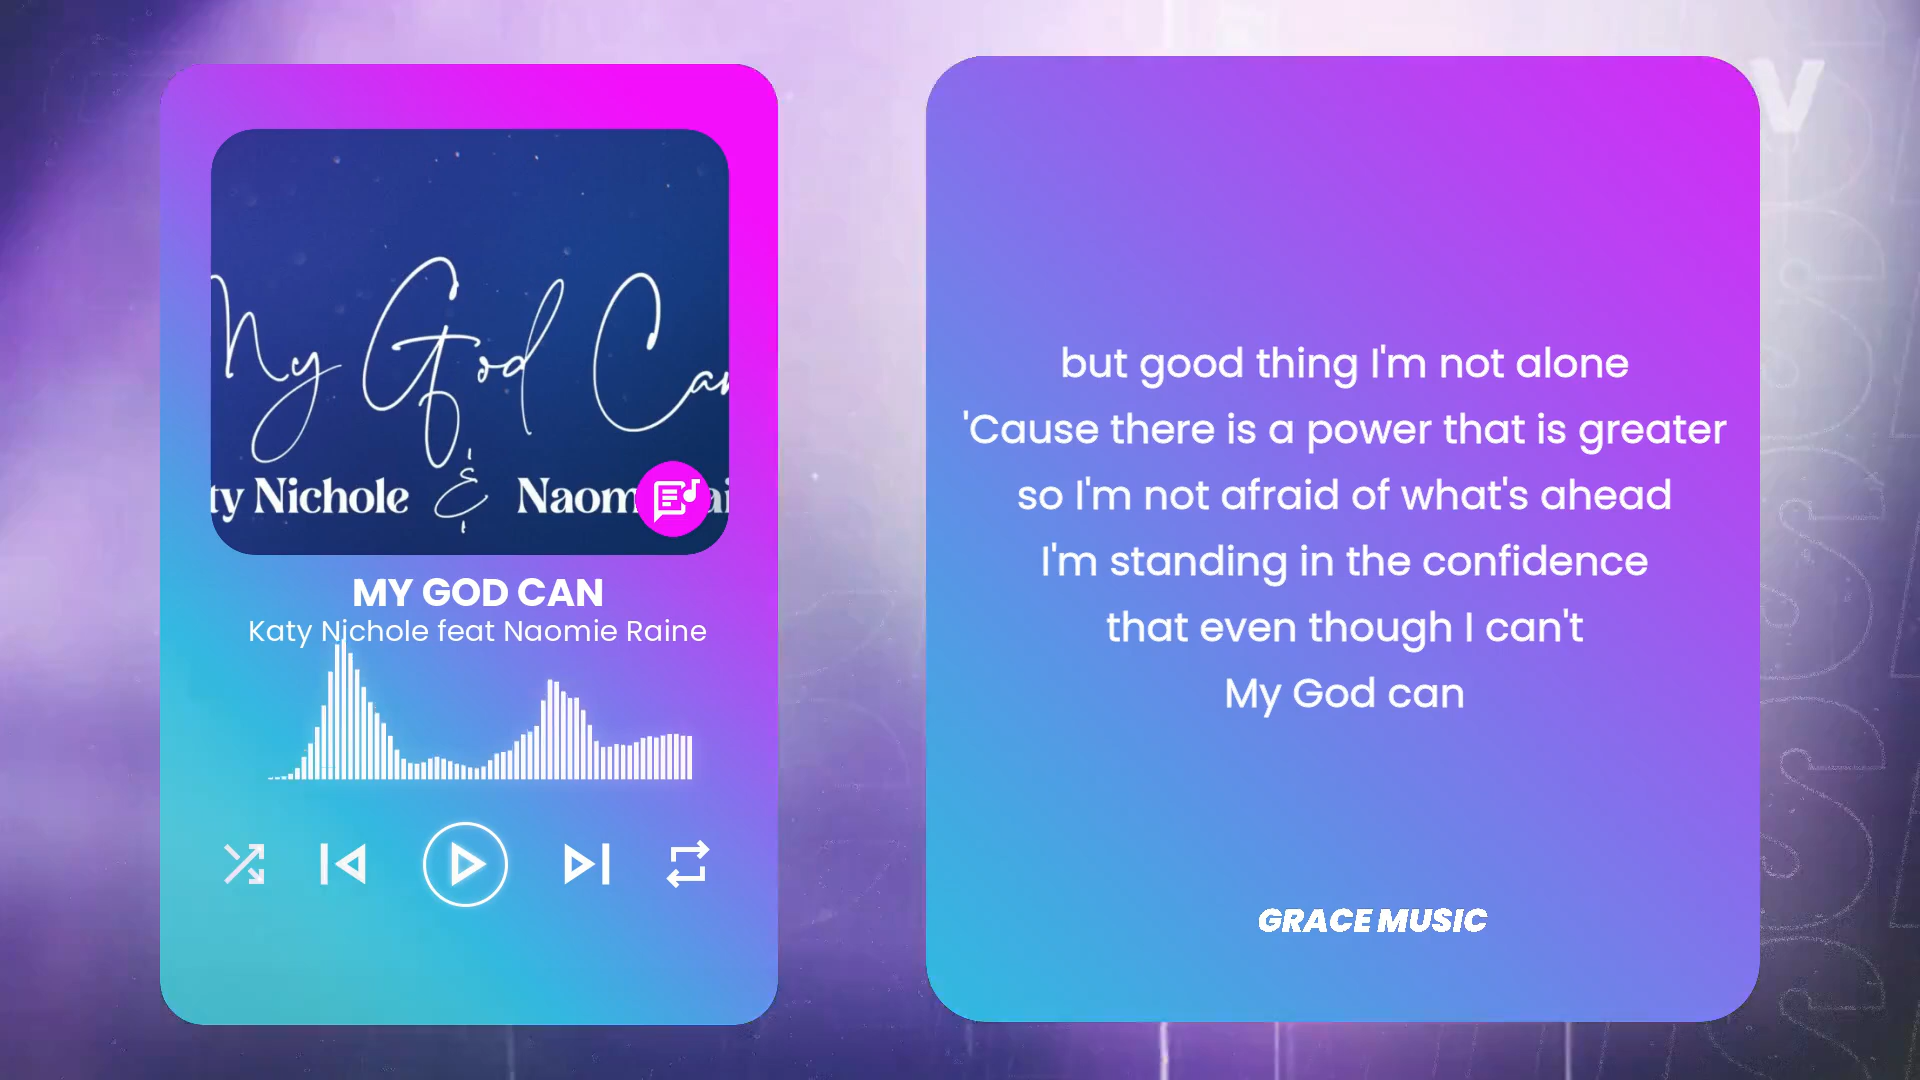 My God Can
ty Nichole & Naom
MY GOD CAN
Katy Nichole feat Naomie Raine
but good thing I'm not alone
'Cause there is a power that is greater
so I'm not afraid of what's ahead
I'm standing in the confidence
that even though I can't
My God can
GRACE MUSIC
V